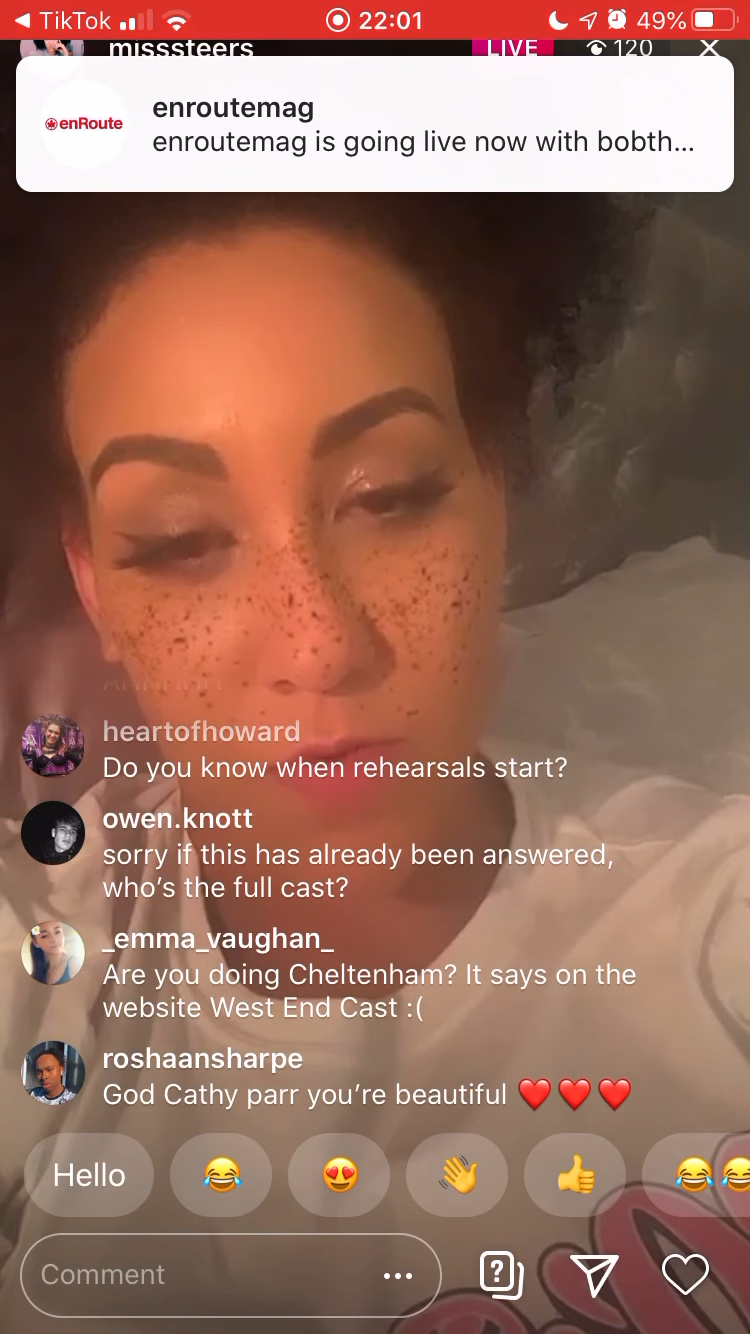 TikTok 22:01 49%
misssteers LIVE 120
enRoute
enroutemag
enroutemag is going live now with bobth...
heartofhoward
Do you know when rehearsals start?
owen.knott
sorry if this has already been answered,
who's the full cast?
_emma_vaughan_
Are you doing Cheltenham? It says on the
website West End Cast :(
roshaansharpe
God Cathy parr you're beautiful ❤️❤️❤️
Hello 😂 😍 👋 👍 😂😂
Comment